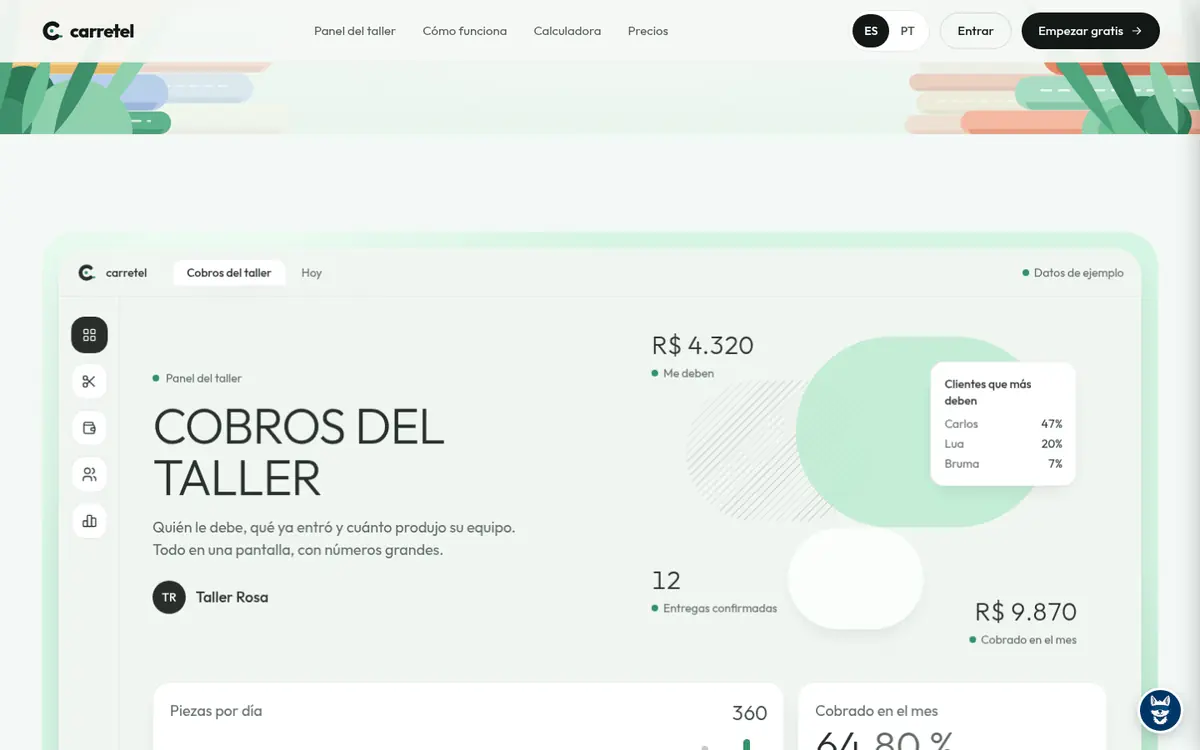 carretel
Panel del taller
Cómo funciona
Calculadora
Precios
ES
PT
Entrar
Empezar gratis →
carretel
Cobros del taller
Hoy
Datos de ejemplo
Panel del taller
COBROS DEL
TALLER
Quién le debe, qué ya entró y cuánto produjo su equipo.
Todo en una pantalla, con números grandes.
TR
Taller Rosa
R$ 4.320
Me deben
Clientes que más
deben
Carlos 47%
Lua 20%
Bruma 7%
12
Entregas confirmadas
R$ 9.870
Cobrado en el mes
Piezas por día
360
Cobrado en el mes
64,80 %